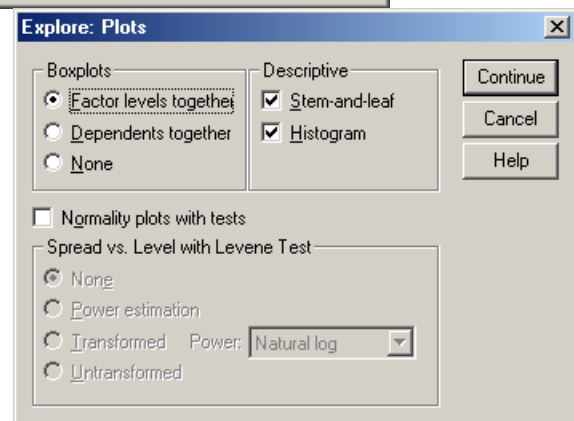 Explore: Plots
Boxplots
Factor levels together
Dependents together
None
Descriptive
Stem-and-leaf
Histogram
Continue
Cancel
Help
Normality plots with tests
Spread vs. Level with Levene Test
None
Power estimation
Transformed Power: Natural log
Untransformed